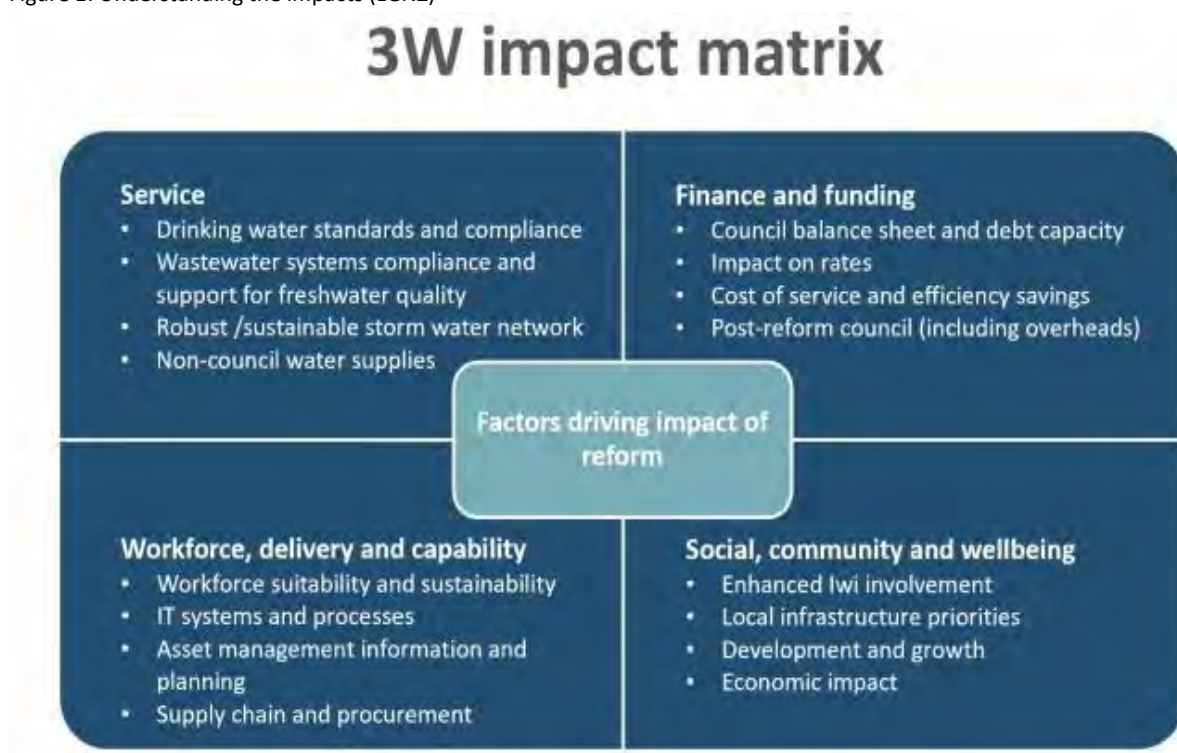 3W impact matrix
Service
• Drinking water standards and compliance
• Wastewater systems compliance and
support for freshwater quality
• Robust /sustainable storm water network
• Non-council water supplies
Finance and funding
• Council balance sheet and debt capacity
• Impact on rates
• Cost of service and efficiency savings
• Post-reform council (including overheads)
Factors driving impact of
reform
Workforce, delivery and capability
• Workforce suitability and sustainability
• IT systems and processes
• Asset management information and
planning
• Supply chain and procurement
Social, community and wellbeing
• Enhanced Iwi involvement
• Local infrastructure priorities
• Development and growth
• Economic impact